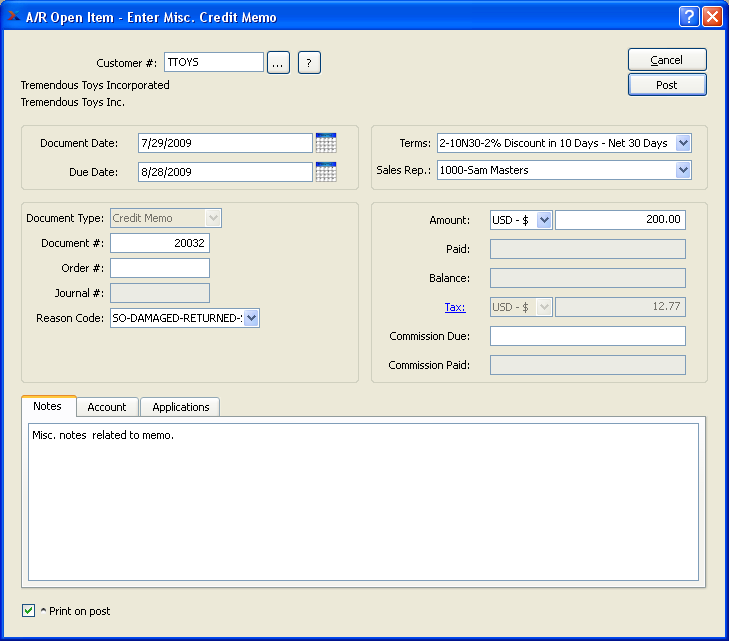 A/R Open Item - Enter Misc. Credit Memo
?
Customer #: TTOYS ... ?
Cancel
Tremendous Toys Incorporated
Post
Tremendous Toys Inc.
Document Date: 7/29/2009
Due Date: 8/28/2009
Terms: 2-10N30-2% Discount in 10 Days - Net 30 Days
Sales Rep.: 1000-Sam Masters
Document Type: Credit Memo
Document #: 20032
Order #:
Journal #:
Reason Code: SO-DAMAGED-RETURNED-
Amount: USD - $ 200.00
Paid:
Balance:
Tax: USD - $ 12.77
Commission Due:
Commission Paid:
Notes Account Applications
Misc. notes related to memo.
^ Print on post